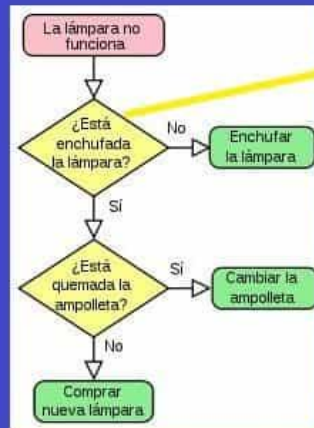 La lámpara no
funciona
¿Está
enchufada
la lámpara?
No
Enchufar
la lámpara
Sí
¿Está
quemada la
ampolleta?
Sí
Cambiar la
ampolleta
No
Comprar
nueva lámpara